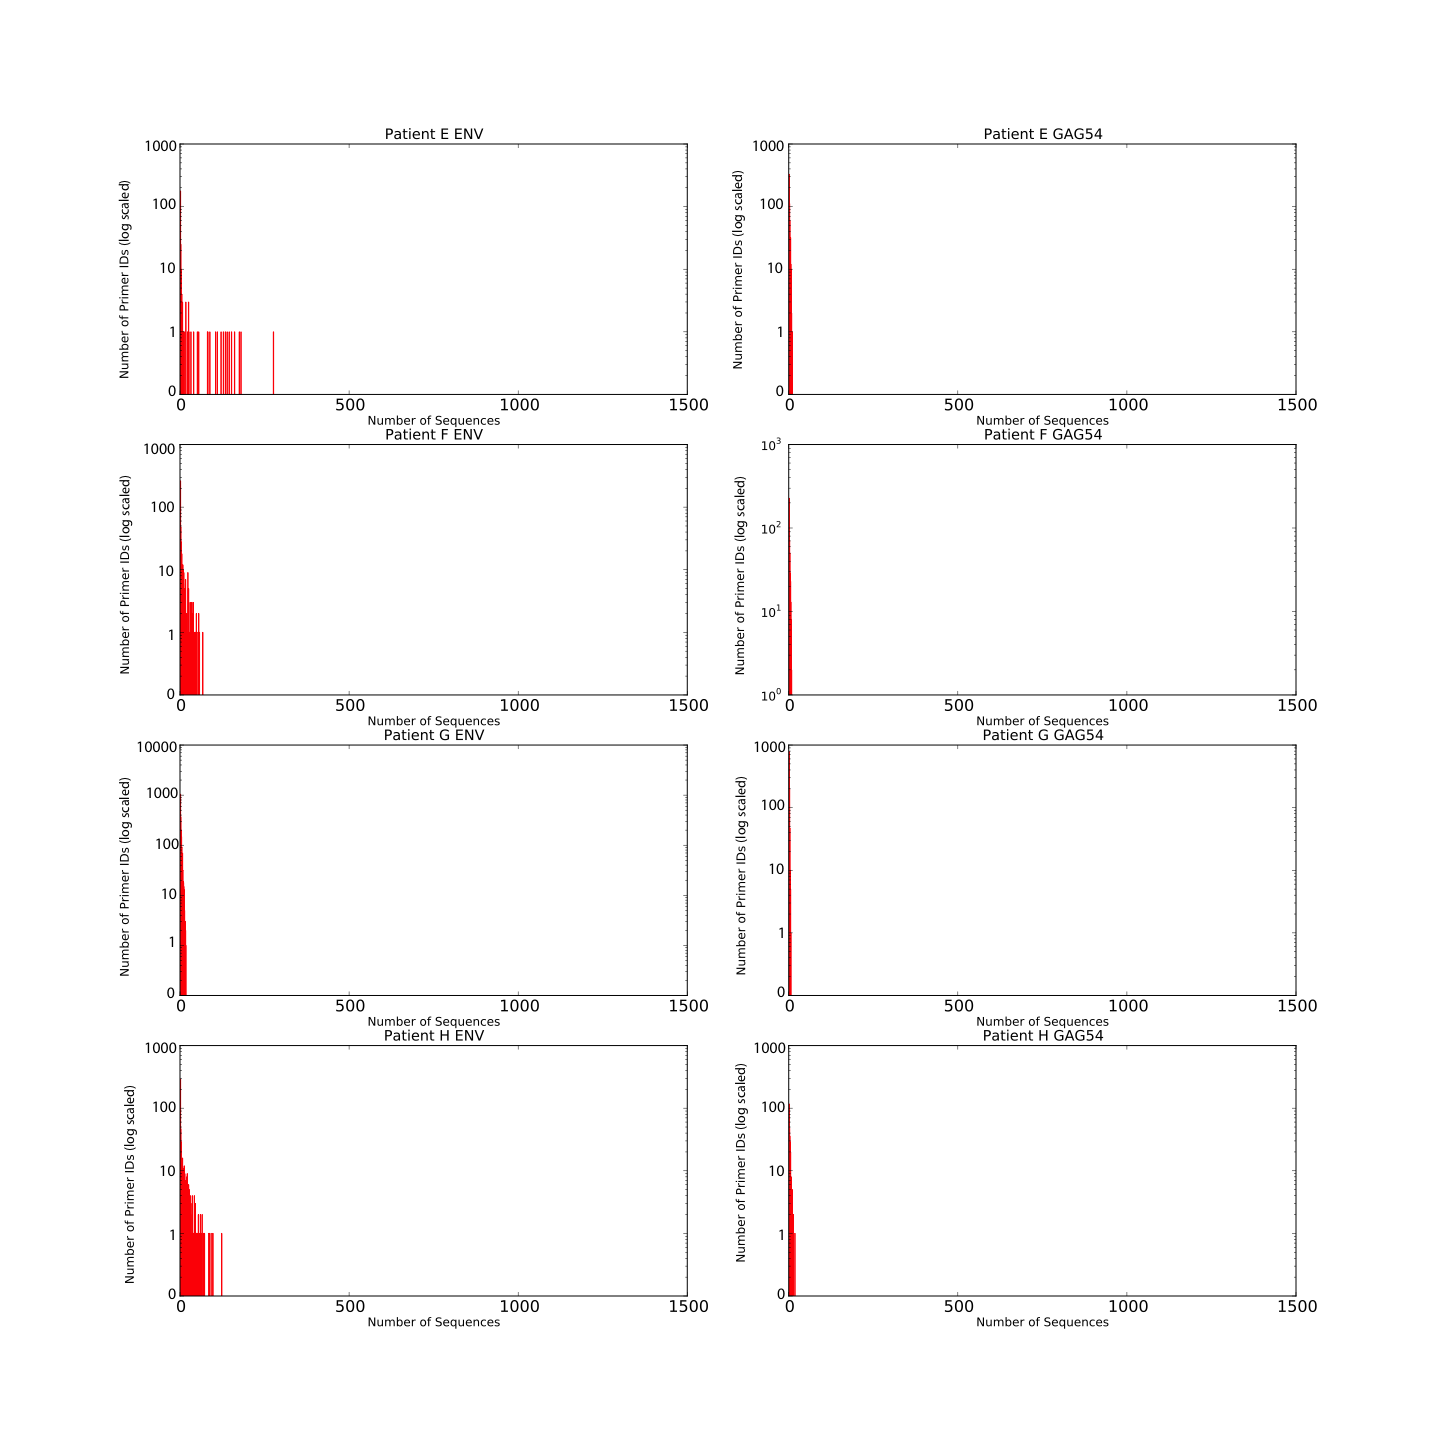 Patient E ENV
Number of Primer IDs (log scaled)
1000
100
10
1
0
0 500 1000 1500
Number of Sequences
Patient E GAG54
Number of Primer IDs (log scaled)
1000
100
10
1
0
0 500 1000 1500
Number of Sequences
Patient F ENV
Number of Primer IDs (log scaled)
1000
100
10
1
0
0 500 1000 1500
Number of Sequences
Patient F GAG54
Number of Primer IDs (log scaled)
10³
10²
10¹
10⁰
0 500 1000 1500
Number of Sequences
Patient G ENV
Number of Primer IDs (log scaled)
10000
1000
100
10
1
0
0 500 1000 1500
Number of Sequences
Patient G GAG54
Number of Primer IDs (log scaled)
1000
100
10
1
0
0 500 1000 1500
Number of Sequences
Patient H ENV
Number of Primer IDs (log scaled)
1000
100
10
1
0
0 500 1000 1500
Number of Sequences
Patient H GAG54
Number of Primer IDs (log scaled)
1000
100
10
1
0
0 500 1000 1500
Number of Sequences